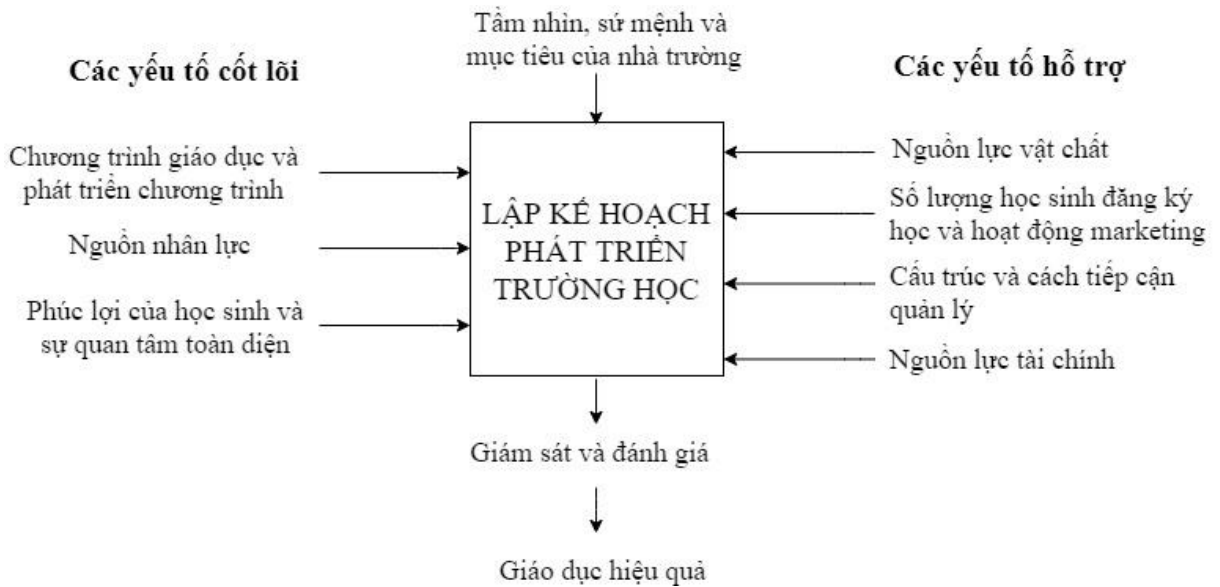 Tầm nhìn, sứ mệnh và
mục tiêu của nhà trường
Các yếu tố cốt lõi
Các yếu tố hỗ trợ
Chương trình giáo dục và
phát triển chương trình
Nguồn nhân lực
Phúc lợi của học sinh và
sự quan tâm toàn diện
LẬP KẾ HOẠCH
PHÁT TRIỂN
TRƯỜNG HỌC
Nguồn lực vật chất
Số lượng học sinh đăng ký
học và hoạt động marketing
Cấu trúc và cách tiếp cận
quản lý
Nguồn lực tài chính
Giám sát và đánh giá
Giáo dục hiệu quả